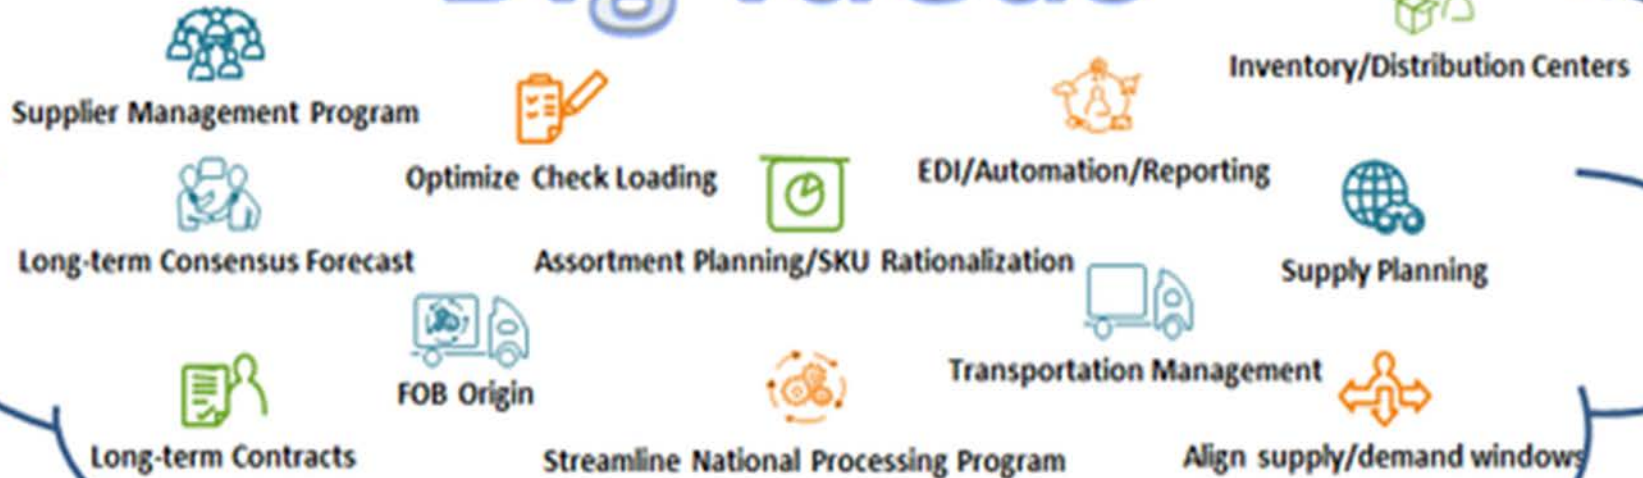 Inventory/Distribution Centers
Supplier Management Program
Optimize Check Loading
EDI/Automation/Reporting
Long-term Consensus Forecast
Assortment Planning/SKU Rationalization
Supply Planning
FOB Origin
Transportation Management
Long-term Contracts
Streamline National Processing Program
Align supply/demand windows